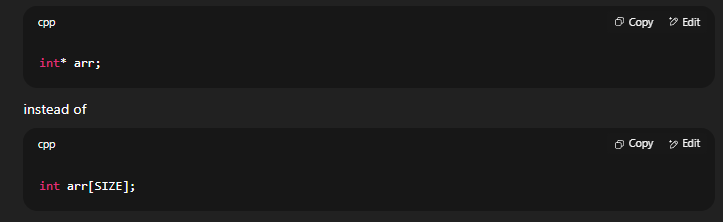 cpp
Copy
Edit
int* arr;
instead of
cpp
Copy
Edit
int arr[SIZE];